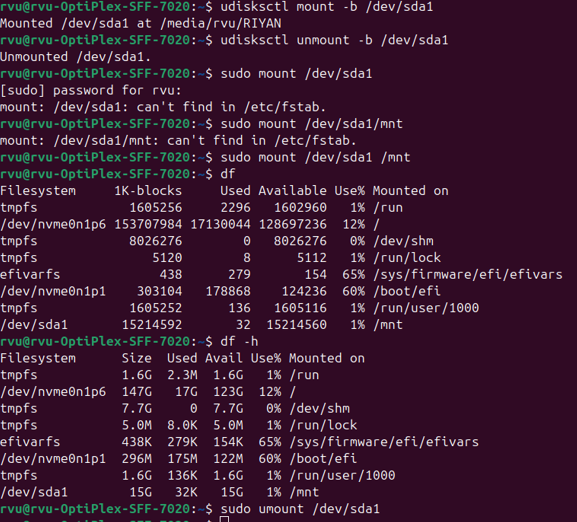 rvu@rvu-OptiPlex-SFF-7020:~$ udisksctl mount -b /dev/sda1
Mounted /dev/sda1 at /media/rvu/RIYAN
rvu@rvu-OptiPlex-SFF-7020:~$ udisksctl unmount -b /dev/sda1
Unmounted /dev/sda1.
rvu@rvu-OptiPlex-SFF-7020:~$ sudo mount /dev/sda1
[sudo] password for rvu:
mount: /dev/sda1: can't find in /etc/fstab.
rvu@rvu-OptiPlex-SFF-7020:~$ sudo mount /dev/sda1/mnt
mount: /dev/sda1/mnt: can't find in /etc/fstab.
rvu@rvu-OptiPlex-SFF-7020:~$ sudo mount /dev/sda1 /mnt
rvu@rvu-OptiPlex-SFF-7020:~$ df
Filesystem     1K-blocks     Used Available Use% Mounted on
tmpfs            1605256     2296   1602960   1% /run
/dev/nvme0n1p6 153707984 17130044 128697236  12% /
tmpfs            8026276        0   8026276   0% /dev/shm
tmpfs               5120        8      5112   1% /run/lock
efivarfs             438      279       154  65% /sys/firmware/efi/efivars
/dev/nvme0n1p1    303104   178868    124236  60% /boot/efi
tmpfs            1605252      136   1605116   1% /run/user/1000
/dev/sda1       15214592       32  15214560   1% /mnt
rvu@rvu-OptiPlex-SFF-7020:~$ df -h
Filesystem      Size  Used Avail Use% Mounted on
tmpfs           1.6G  2.3M  1.6G   1% /run
/dev/nvme0n1p6  147G   17G  123G  12% /
tmpfs           7.7G     0  7.7G   0% /dev/shm
tmpfs           5.0M  8.0K  5.0M   1% /run/lock
efivarfs        438K  279K  154K  65% /sys/firmware/efi/efivars
/dev/nvme0n1p1  296M  175M  122M  60% /boot/efi
tmpfs           1.6G  136K  1.6G   1% /run/user/1000
/dev/sda1        15G   32K   15G   1% /mnt
rvu@rvu-OptiPlex-SFF-7020:~$ sudo umount /dev/sda1